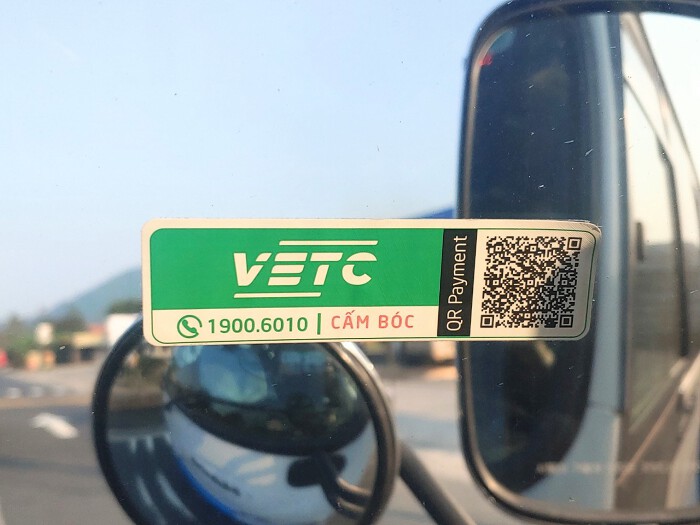 VETC
1900.6010 | CẤM BÓC
QR Payment